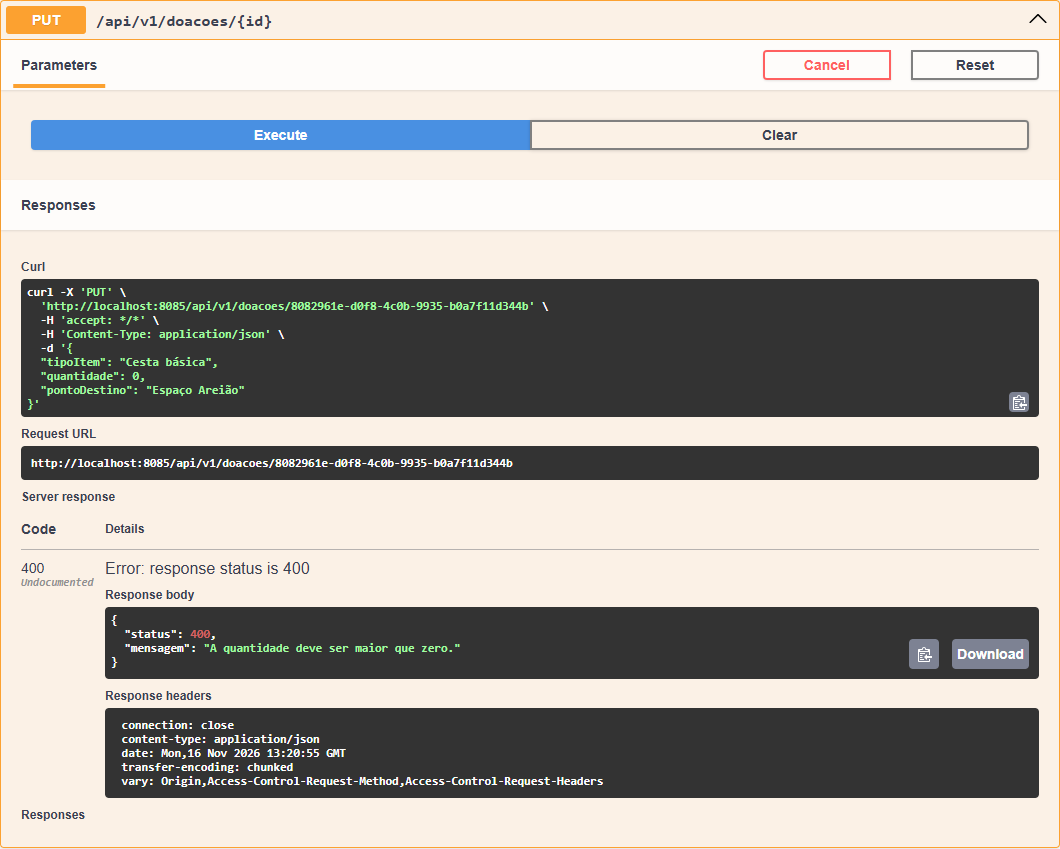 PUT /api/v1/doacoes/{id}
Parameters
Cancel
Reset
Execute
Clear
Responses
Curl
curl -X 'PUT' \
  'http://localhost:8085/api/v1/doacoes/8082961e-d0f8-4c0b-9935-b0a7f11d344b' \
  -H 'accept: */*' \
  -H 'Content-Type: application/json' \
  -d '{
  "tipoItem": "Cesta básica",
  "quantidade": 0,
  "pontoDestino": "Espaço Areião"
}'
Request URL
http://localhost:8085/api/v1/doacoes/8082961e-d0f8-4c0b-9935-b0a7f11d344b
Server response
Code Details
400
Undocumented
Error: response status is 400
Response body
{
  "status": 400,
  "mensagem": "A quantidade deve ser maior que zero."
}
Download
Response headers
connection: close
content-type: application/json
date: Mon,16 Nov 2026 13:20:55 GMT
transfer-encoding: chunked
vary: Origin,Access-Control-Request-Method,Access-Control-Request-Headers
Responses